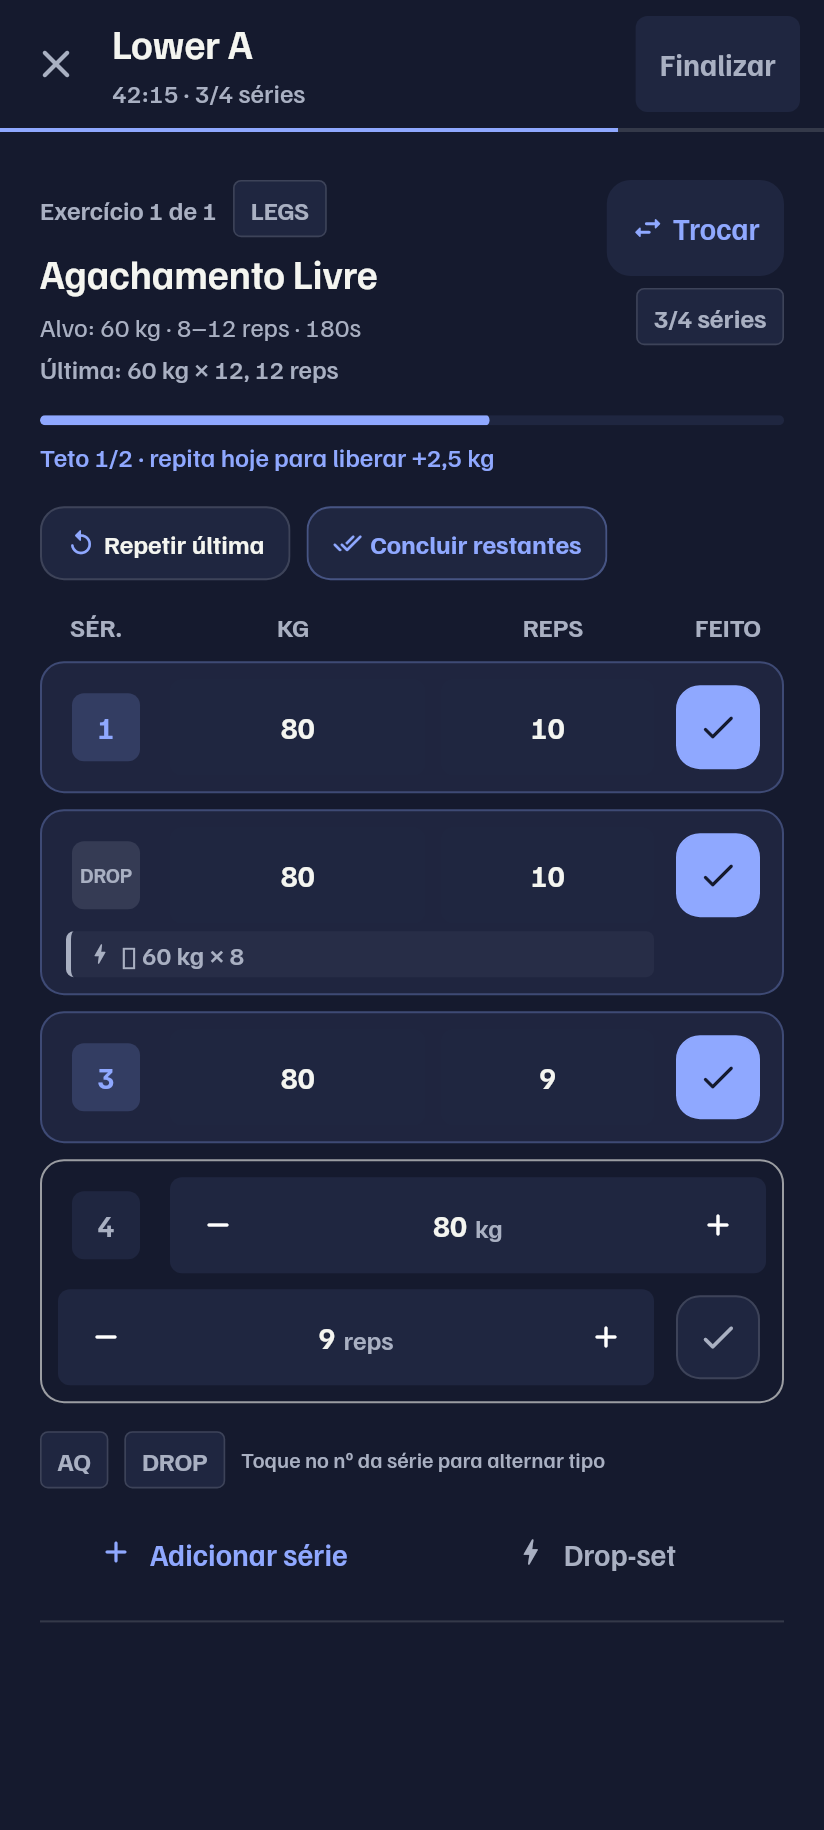 Lower A
42:15 · 3/4 séries
Finalizar
Exercício 1 de 1
LEGS
Trocar
Agachamento Livre
3/4 séries
Alvo: 60 kg · 8–12 reps · 180s
Última: 60 kg × 12, 12 reps
Teto 1/2 · repita hoje para liberar +2,5 kg
Repetir última
Concluir restantes
SÉR. KG REPS FEITO
1 80 10
DROP 80 10
60 kg × 8
3 80 9
4 − 80 kg +
− 9 reps +
AQ DROP Toque no nº da série para alternar tipo
+ Adicionar série
Drop-set